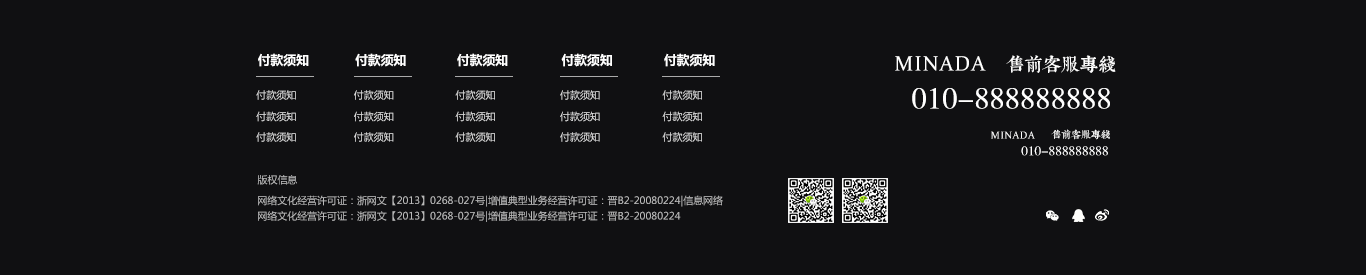 付款须知 付款须知 付款须知 付款须知 付款须知
付款须知 付款须知 付款须知 付款须知 付款须知
付款须知 付款须知 付款须知 付款须知 付款须知
付款须知 付款须知 付款须知 付款须知 付款须知
MINADA 售前客服專綫
010-888888888
MINADA 售前客服專綫
010-888888888
版权信息
网络文化经营许可证：浙网文【2013】0268-027号|增值典型业务经营许可证：晋B2-20080224|信息网络
网络文化经营许可证：浙网文【2013】0268-027号|增值典型业务经营许可证：晋B2-20080224